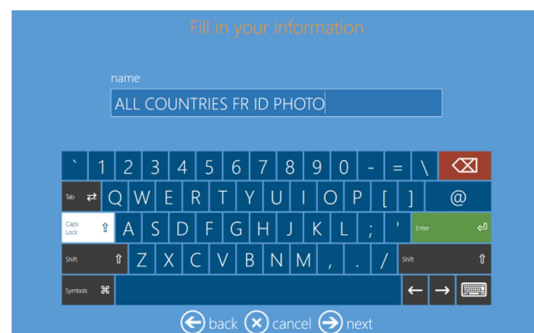 Fill in your information
name
ALL COUNTRIES FR ID PHOTO
` 1 2 3 4 5 6 7 8 9 0 - = \
Tab Q W E R T Y U I O P [ ] @
Caps Lock A S D F G H J K L ; ' Enter
Shift Z X C V B N M , . / Shift
Symbols
back cancel next